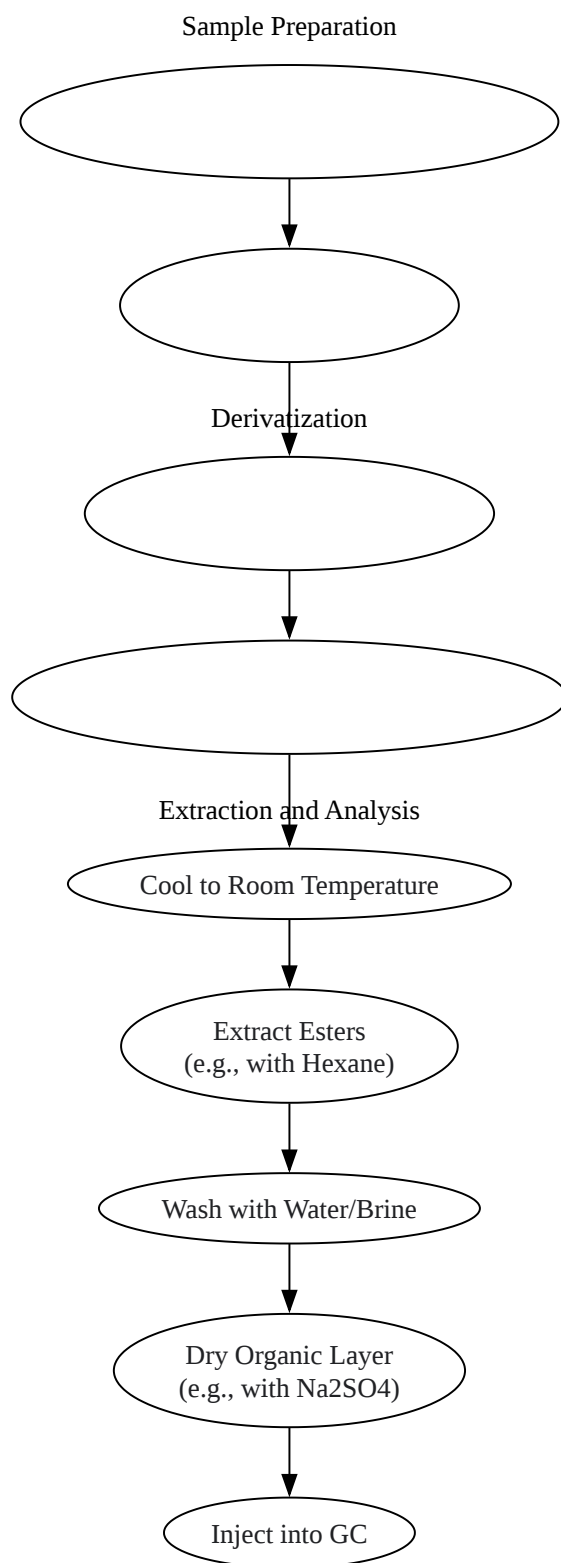 Sample Preparation
Derivatization
Extraction and Analysis
Cool to Room Temperature
Extract Esters
(e.g., with Hexane)
Wash with Water/Brine
Dry Organic Layer
(e.g., with Na2SO4)
Inject into GC